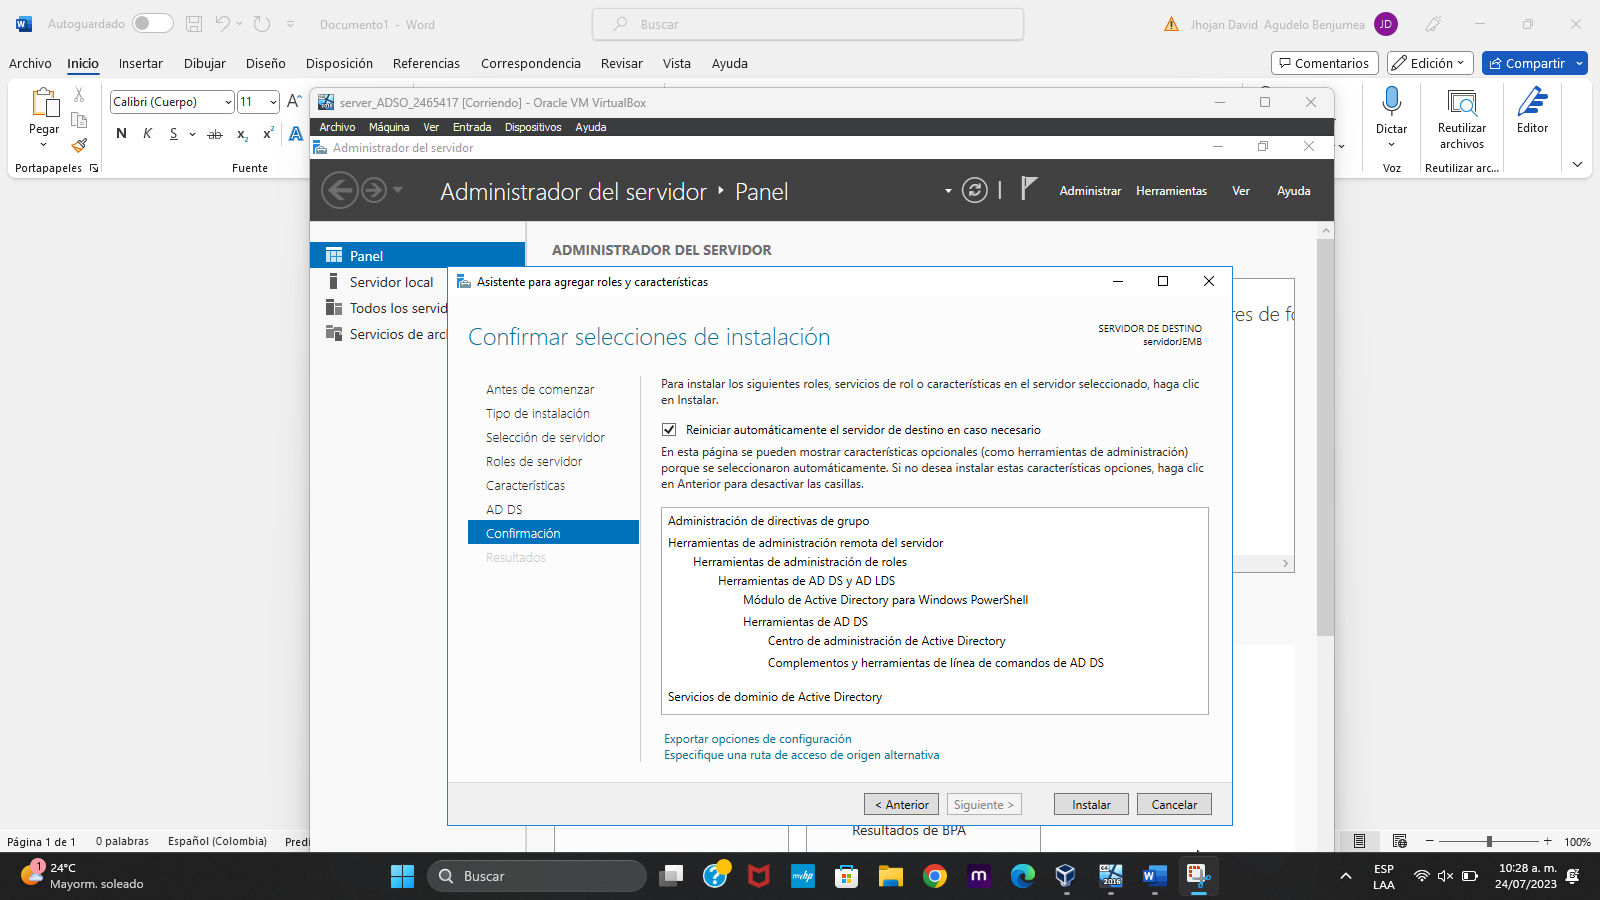 Autoguardado
Documento1 - Word
Buscar
Jhojan David Agudelo Benjumea
JD
Archivo
Inicio
Insertar
Dibujar
Diseño
Disposición
Referencias
Correspondencia
Revisar
Vista
Ayuda
Comentarios
Edición
Compartir
Pegar
Portapapeles
Calibri (Cuerpo)
11
N K S ab x₂ x² A
Fuente
Dictar
Voz
Reutilizar
archivos
Reutilizar arc...
Editor
server_ADSO_2465417 [Corriendo] - Oracle VM VirtualBox
Archivo Máquina Ver Entrada Dispositivos Ayuda
Administrador del servidor
Administrador del servidor ‣ Panel
Administrar Herramientas Ver Ayuda
Panel
Servidor local
Todos los servid
Servicios de arc
ADMINISTRADOR DEL SERVIDOR
res de fo
Asistente para agregar roles y características
Confirmar selecciones de instalación
SERVIDOR DE DESTINO
servidorJEMB
Antes de comenzar
Tipo de instalación
Selección de servidor
Roles de servidor
Características
AD DS
Confirmación
Resultados
Para instalar los siguientes roles, servicios de rol o características en el servidor seleccionado, haga clic
en Instalar.
Reiniciar automáticamente el servidor de destino en caso necesario
En esta página se pueden mostrar características opcionales (como herramientas de administración)
porque se seleccionaron automáticamente. Si no desea instalar estas características opciones, haga clic
en Anterior para desactivar las casillas.
Administración de directivas de grupo
Herramientas de administración remota del servidor
Herramientas de administración de roles
Herramientas de AD DS y AD LDS
Módulo de Active Directory para Windows PowerShell
Herramientas de AD DS
Centro de administración de Active Directory
Complementos y herramientas de línea de comandos de AD DS
Servicios de dominio de Active Directory
Exportar opciones de configuración
Especifique una ruta de acceso de origen alternativa
< Anterior
Siguiente >
Instalar
Cancelar
Resultados de BPA
Página 1 de 1
0 palabras
Español (Colombia)
Predi
100%
1
24°C
Mayorm. soleado
Buscar
myhp
m
2016
ESP
LAA
10:28 a. m.
24/07/2023